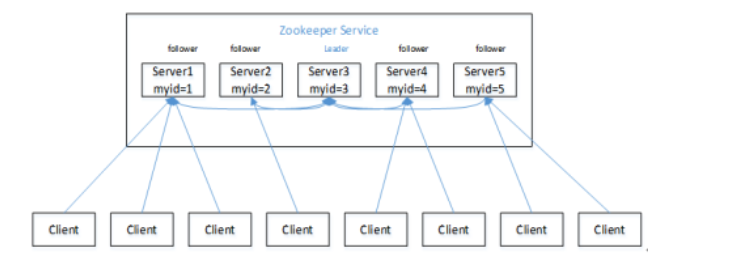 Zookeeper Service
follower follower Leader follower follower
Server1 Server2 Server3 Server4 Server5
myid=1 myid=2 myid=3 myid=4 myid=5
Client Client Client Client Client Client Client Client